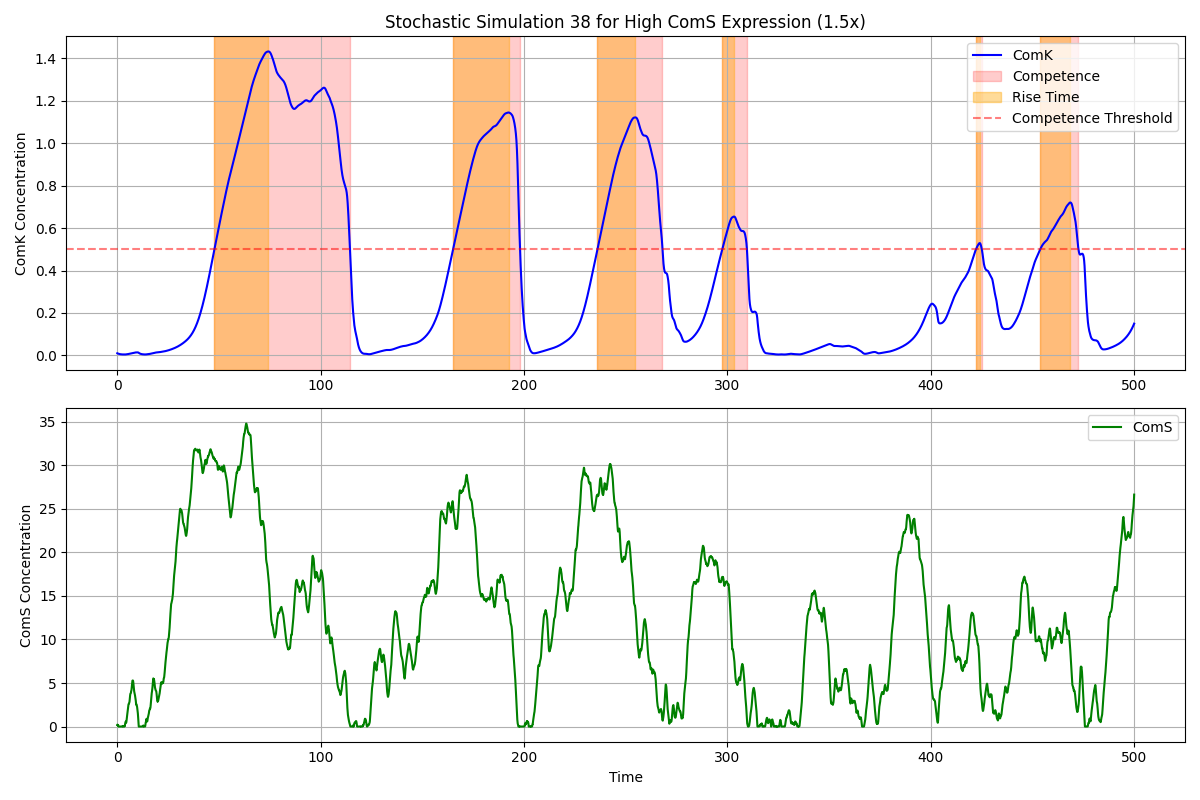 Stochastic Simulation 38 for High ComS Expression (1.5x)
ComK Concentration
1.4
1.2
1.0
0.8
0.6
0.4
0.2
0.0
ComK
Competence
Rise Time
Competence Threshold
0 100 200 300 400 500
ComS Concentration
35
30
25
20
15
10
5
0
ComS
0 100 200 300 400 500
Time